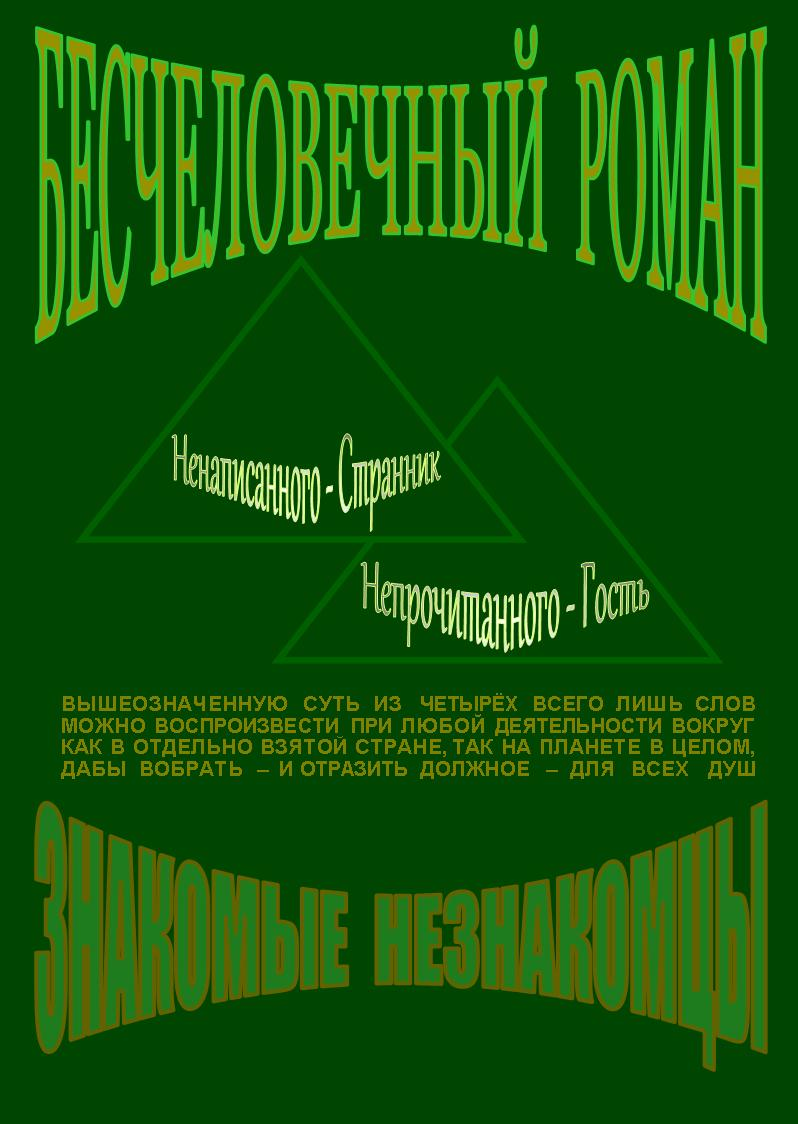 БЕСЧЕЛОВЕЧНЫЙ РОМАН
Ненаписанного - Странник
Непрочитанного - Гость
ВЫШЕОЗНАЧЕННУЮ СУТЬ ИЗ ЧЕТЫРЁХ ВСЕГО ЛИШЬ СЛОВ
МОЖНО ВОСПРОИЗВЕСТИ ПРИ ЛЮБОЙ ДЕЯТЕЛЬНОСТИ ВОКРУГ
КАК В ОТДЕЛЬНО ВЗЯТОЙ СТРАНЕ, ТАК НА ПЛАНЕТЕ В ЦЕЛОМ,
ДАБЫ ВОБРАТЬ – И ОТРАЗИТЬ ДОЛЖНОЕ – ДЛЯ ВСЕХ ДУШ
ЗНАКОМЫЕ НЕЗНАКОМЦЫ